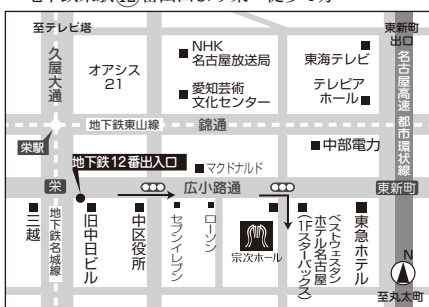 地下鉄栄駅⑫番出口より東へ徒歩4分
至テレビ塔
東新町
出口
久屋大通
オアシス
21
NHK
名古屋放送局
愛知芸術
文化センター
東海テレビ
テレピア
ホール
名古屋高速 都市環状線
地下鉄東山線
錦通
栄駅
中部電力
地下鉄12番出入口
マクドナルド
栄
広小路通
東新町
三越
地下鉄名城線
旧中日ビル
中区役所
セブンイレブン
ローソン
宗次ホール
ベストウェスタン
ホテル名古屋
(1Fスターバックス)
東急ホテル
N
至丸太町